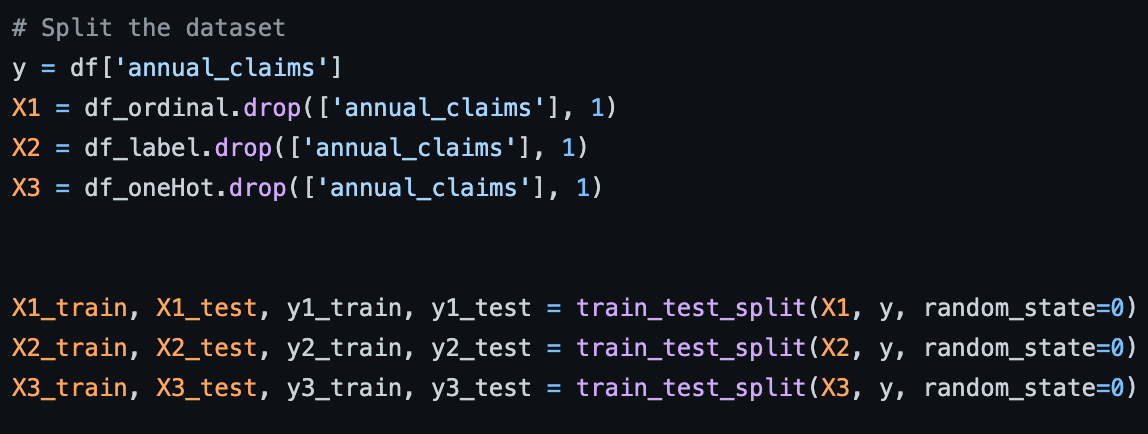 # Split the dataset
y = df['annual_claims']
X1 = df_ordinal.drop(['annual_claims'], 1)
X2 = df_label.drop(['annual_claims'], 1)
X3 = df_oneHot.drop(['annual_claims'], 1)
X1_train, X1_test, y1_train, y1_test = train_test_split(X1, y, random_state=0)
X2_train, X2_test, y2_train, y2_test = train_test_split(X2, y, random_state=0)
X3_train, X3_test, y3_train, y3_test = train_test_split(X3, y, random_state=0)